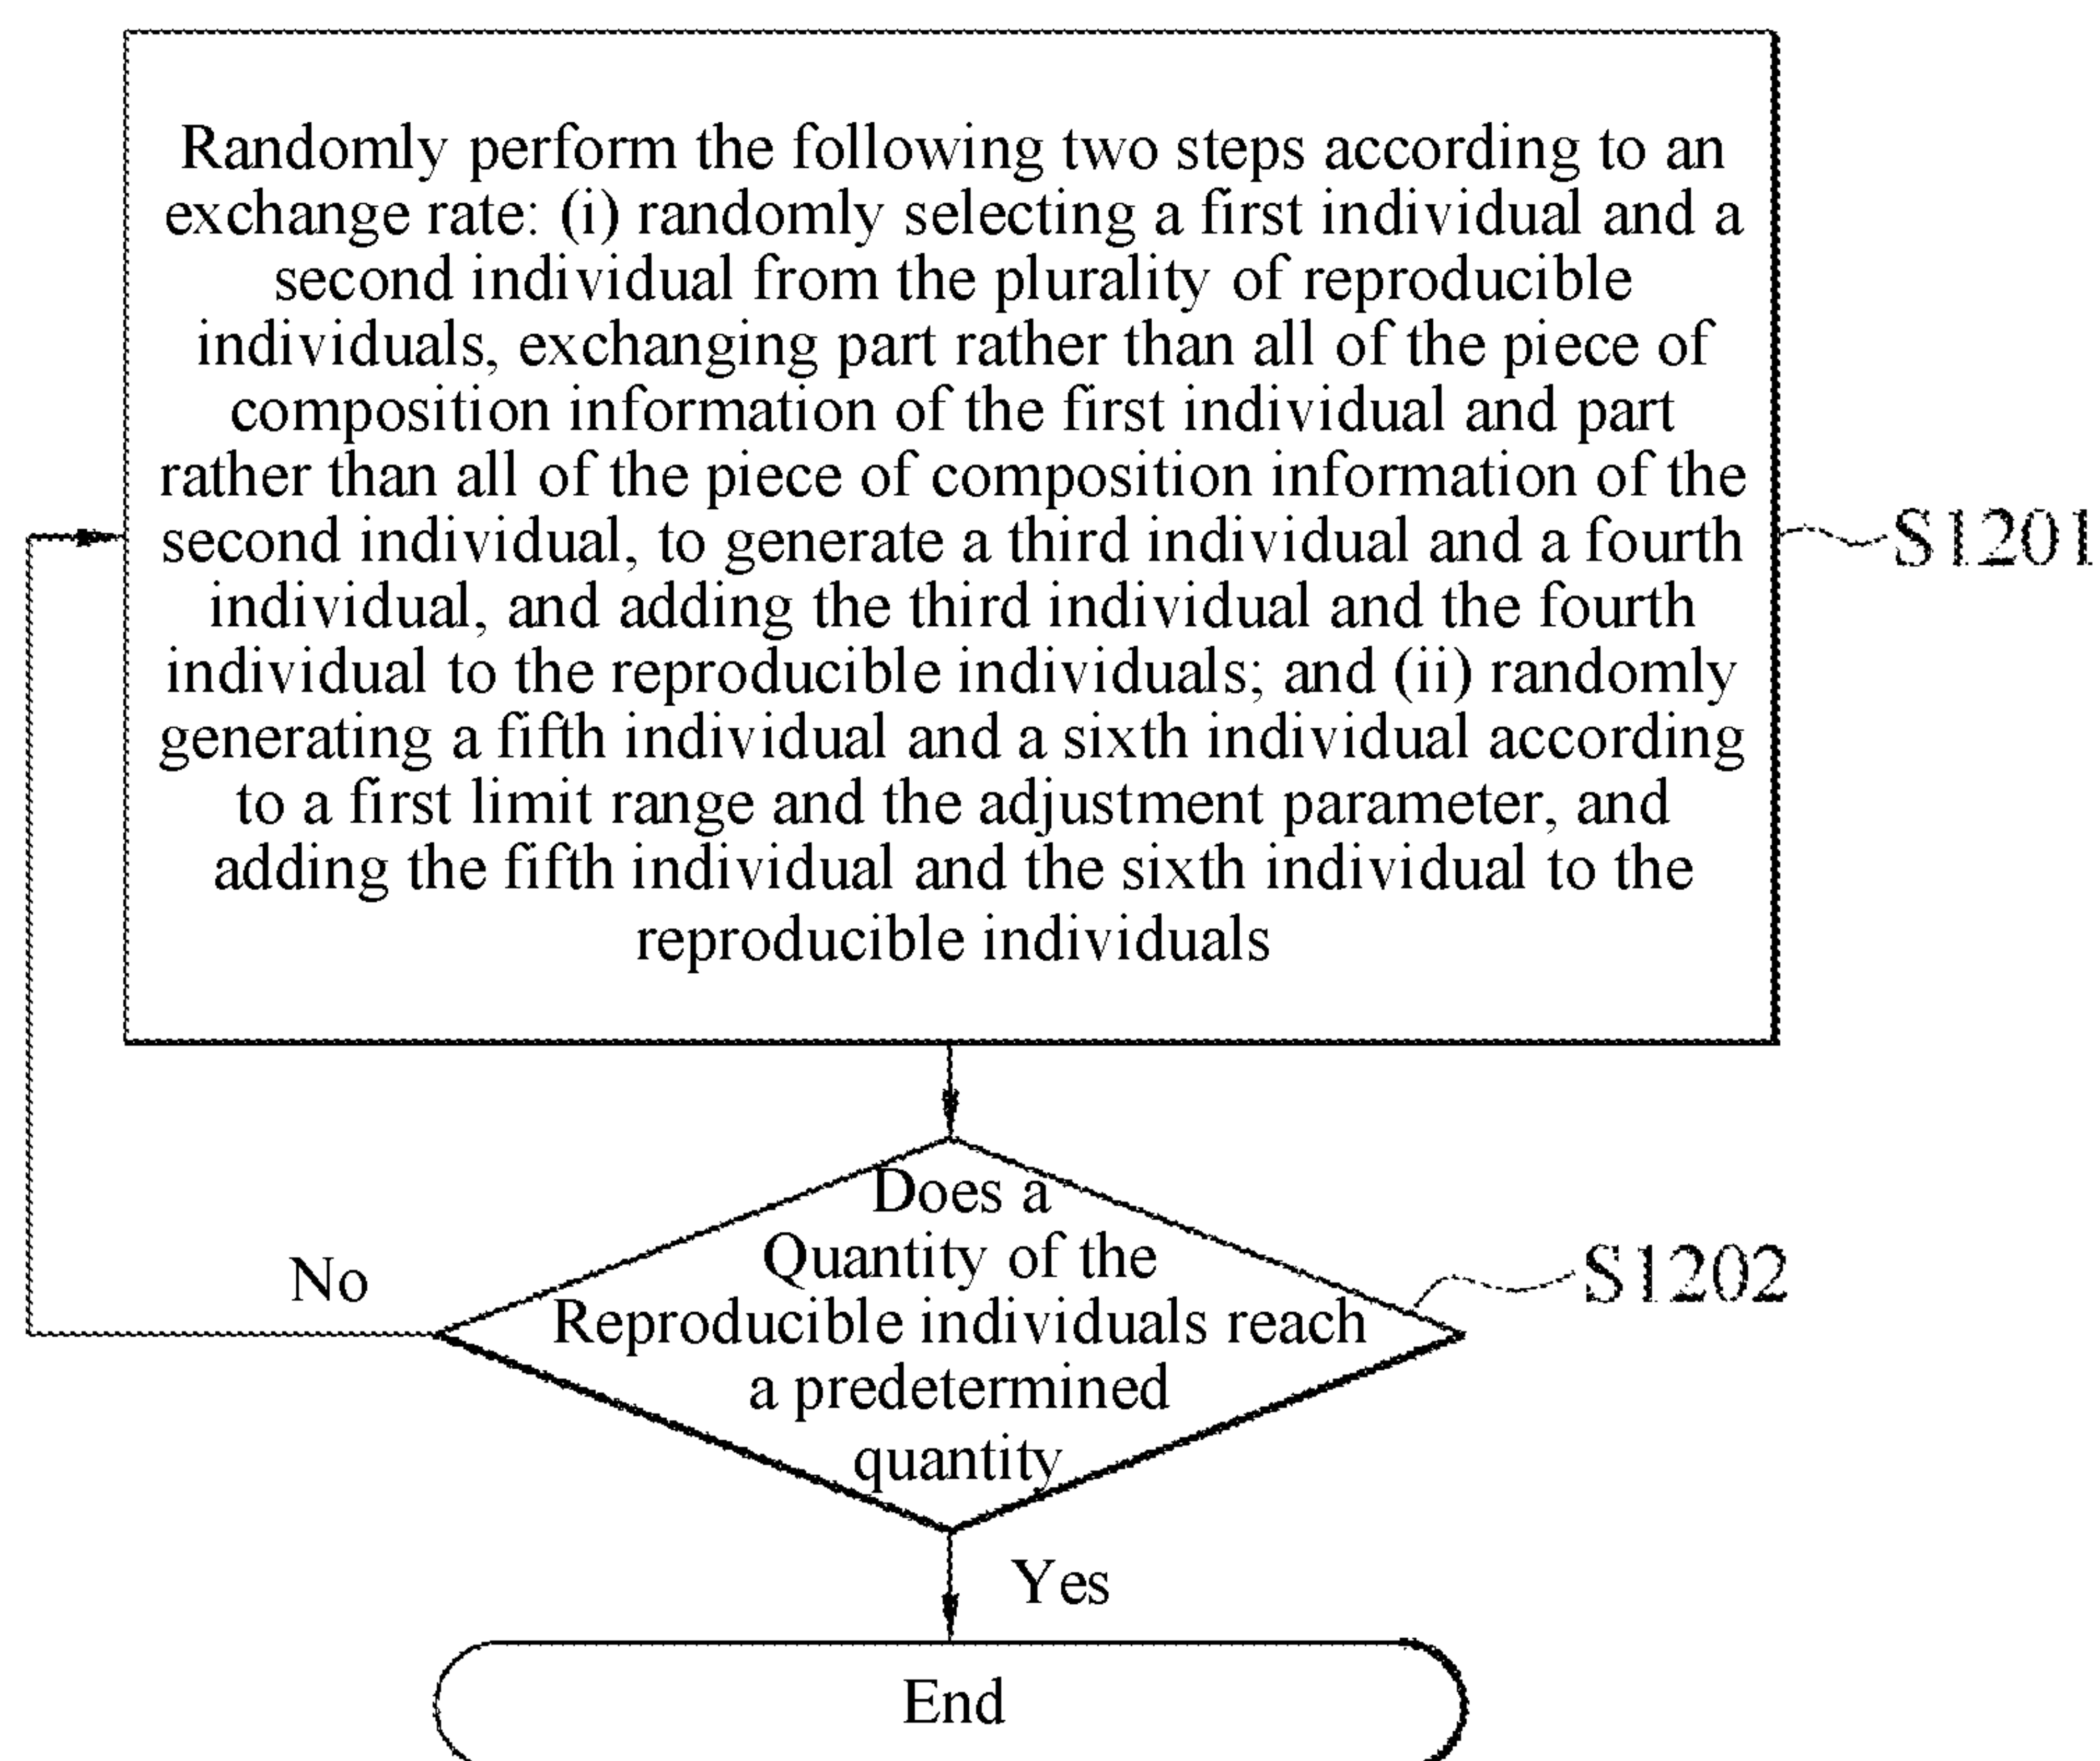 Randomly perform the following two steps according to an
exchange rate: (i) randomly selecting a first individual and a
second individual from the plurality of reproducible
individuals, exchanging part rather than all of the piece of
composition information of the first individual and part
rather than all of the piece of composition information of the
second individual, to generate a third individual and a fourth
individual, and adding the third individual and the fourth
individual to the reproducible individuals; and (ii) randomly
generating a fifth individual and a sixth individual according
to a first limit range and the adjustment parameter, and
adding the fifth individual and the sixth individual to the
reproducible individuals
S1201
Does a
Quantity of the
Reproducible individuals reach
a predetermined
quantity
S1202
No
Yes
End